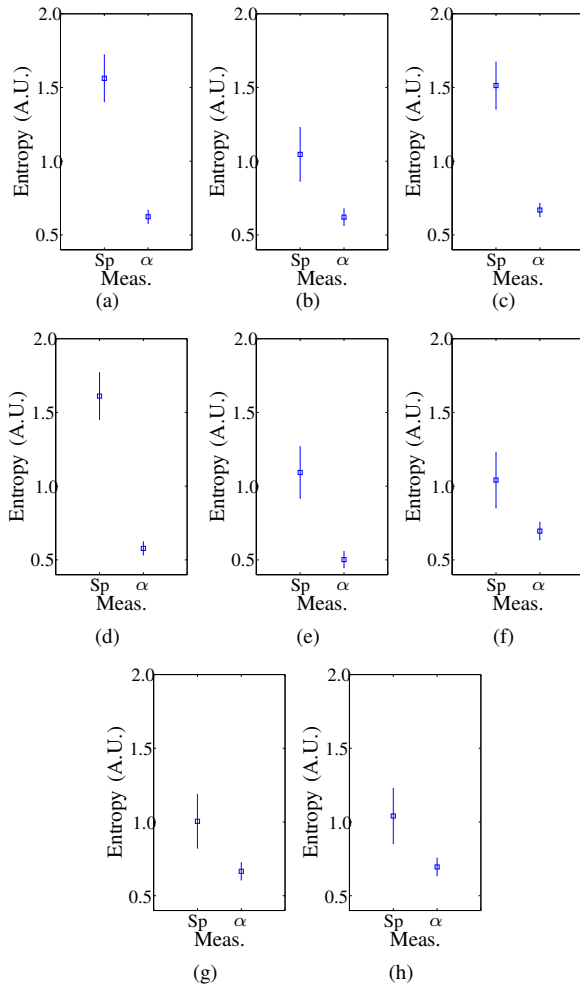 Entropy (A.U.)
2.0
1.5
1.0
0.5
Sp α
Meas.
(a)
Entropy (A.U.)
2.0
1.5
1.0
0.5
Sp α
Meas.
(b)
Entropy (A.U.)
2.0
1.5
1.0
0.5
Sp α
Meas.
(c)
Entropy (A.U.)
2.0
1.5
1.0
0.5
Sp α
Meas.
(d)
Entropy (A.U.)
2.0
1.5
1.0
0.5
Sp α
Meas.
(e)
Entropy (A.U.)
2.0
1.5
1.0
0.5
Sp α
Meas.
(f)
Entropy (A.U.)
2.0
1.5
1.0
0.5
Sp α
Meas.
(g)
Entropy (A.U.)
2.0
1.5
1.0
0.5
Sp α
Meas.
(h)